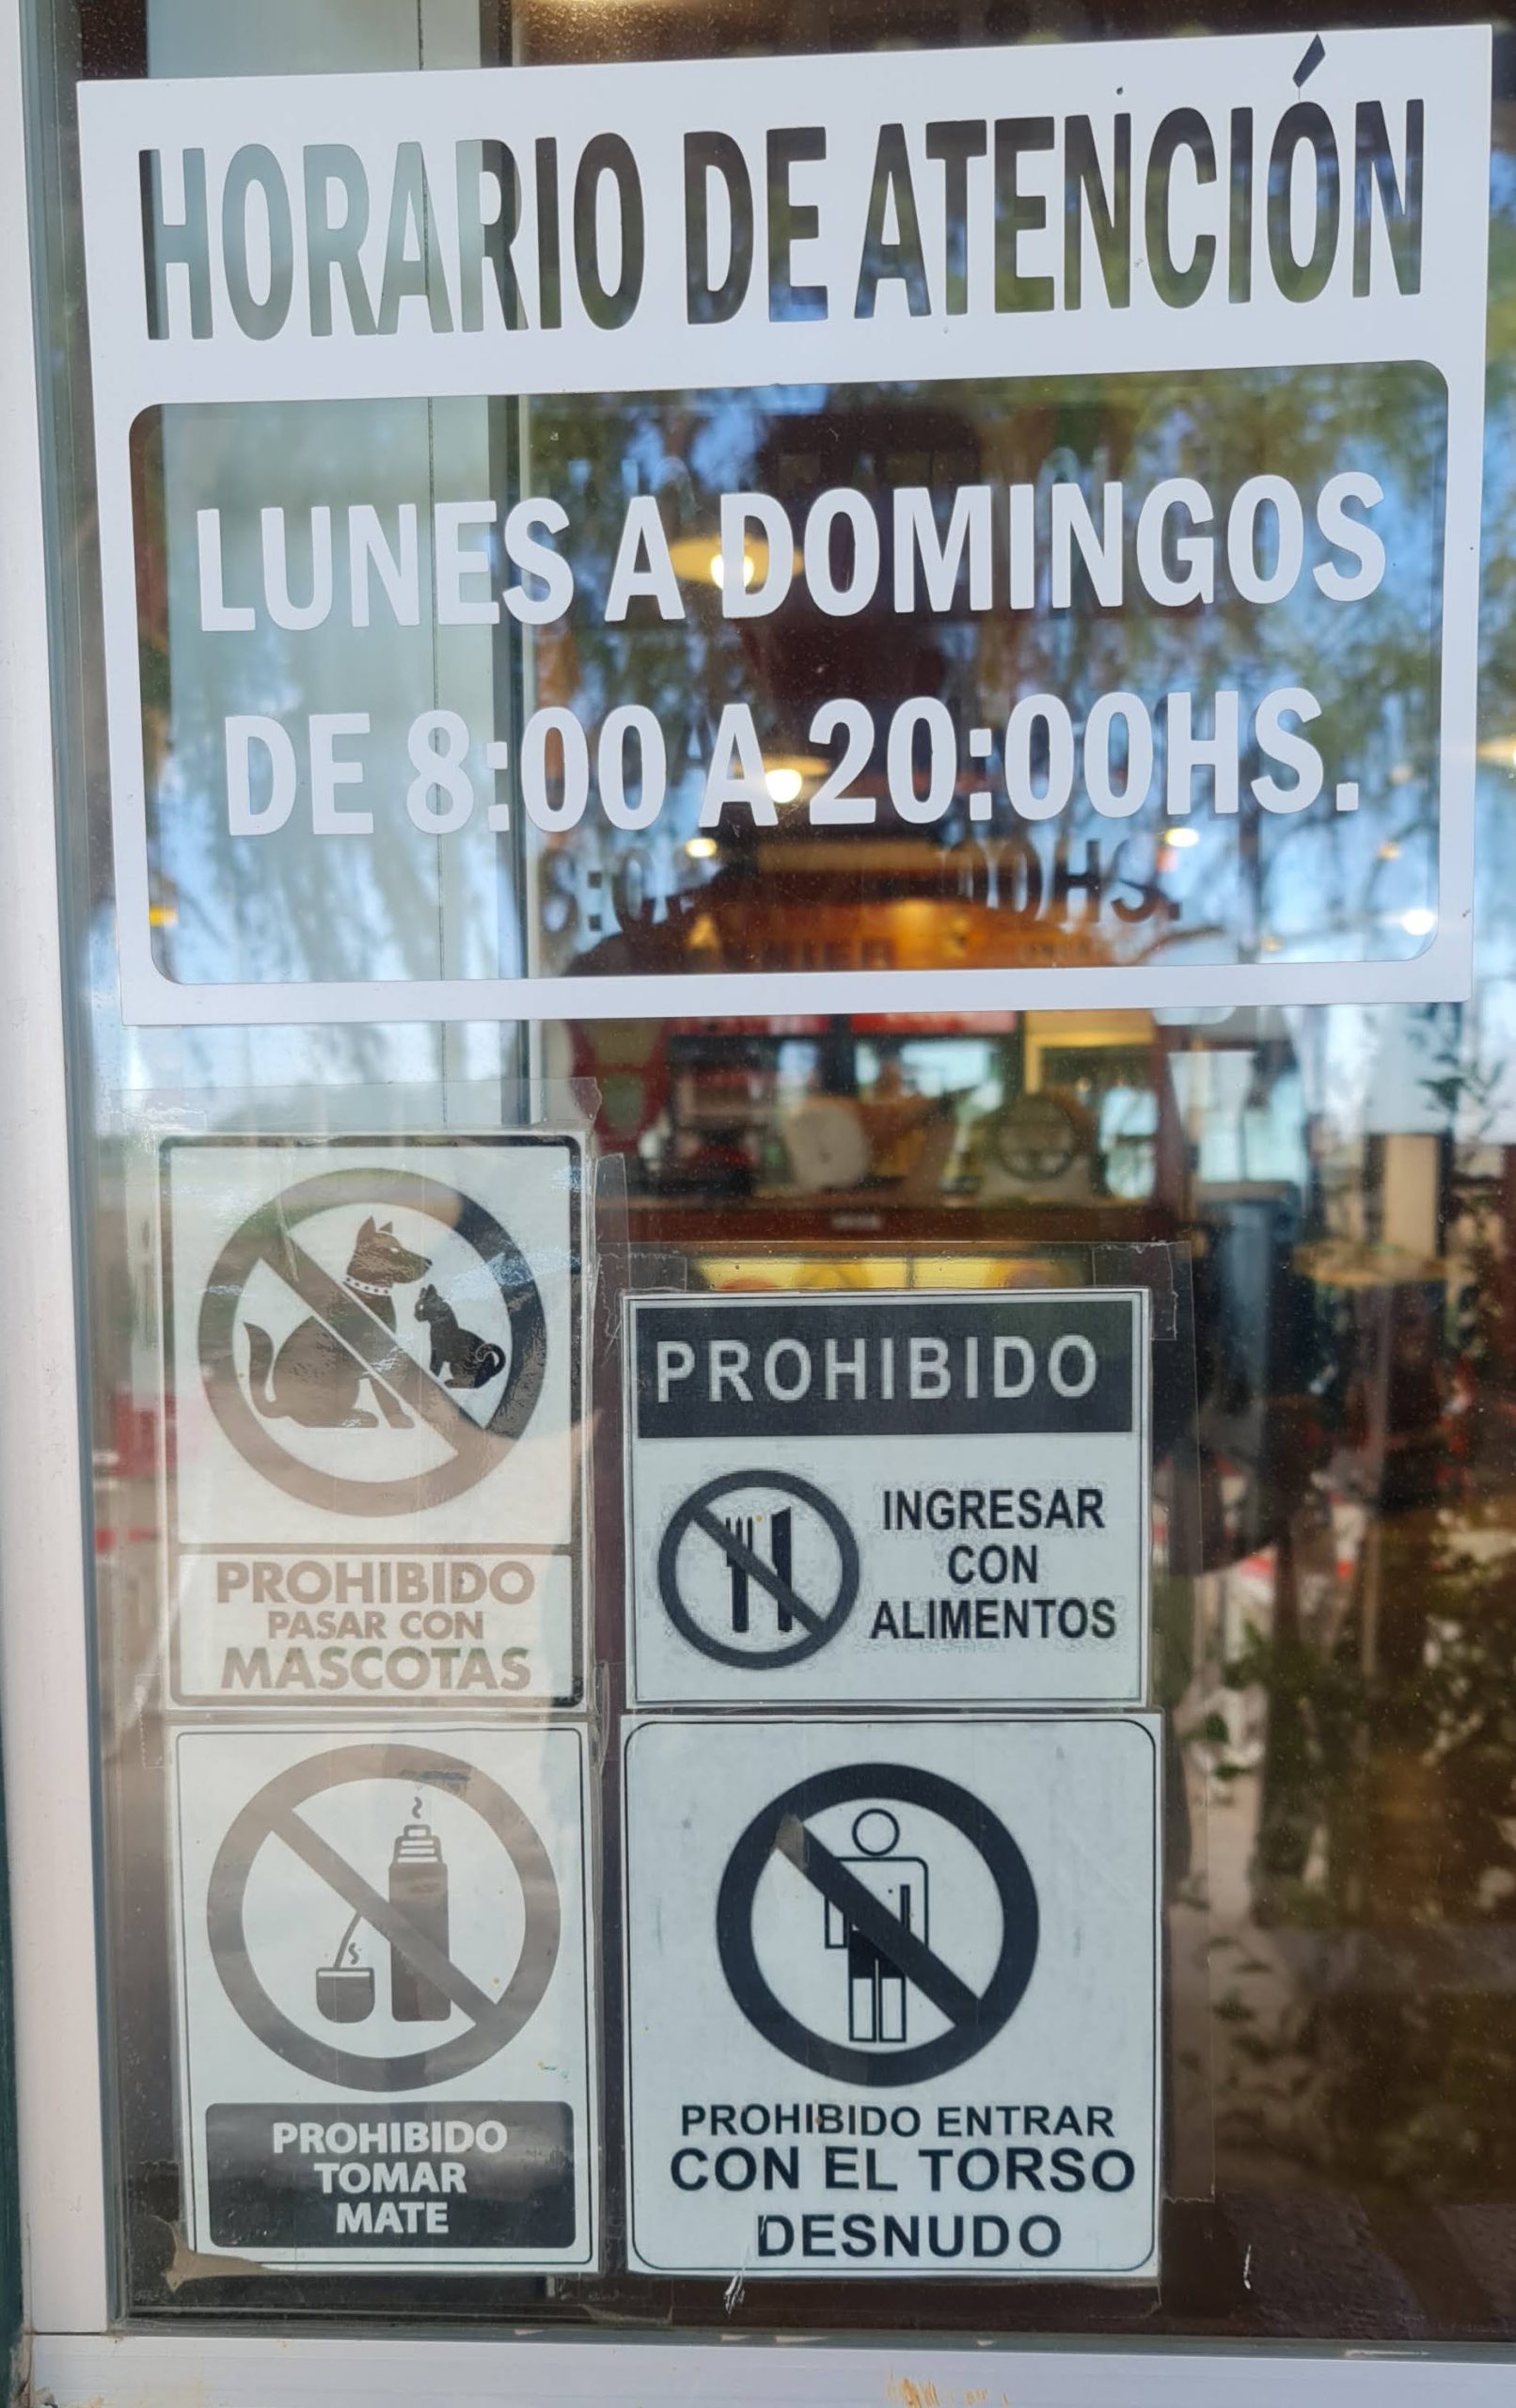 HORARIO DE ATENCIÓN
LUNES A DOMINGOS
DE 8:00 A 20:00HS.
PROHIBIDO
PASAR CON
MASCOTAS
PROHIBIDO
INGRESAR
CON
ALIMENTOS
PROHIBIDO
TOMAR
MATE
PROHIBIDO ENTRAR
CON EL TORSO
DESNUDO